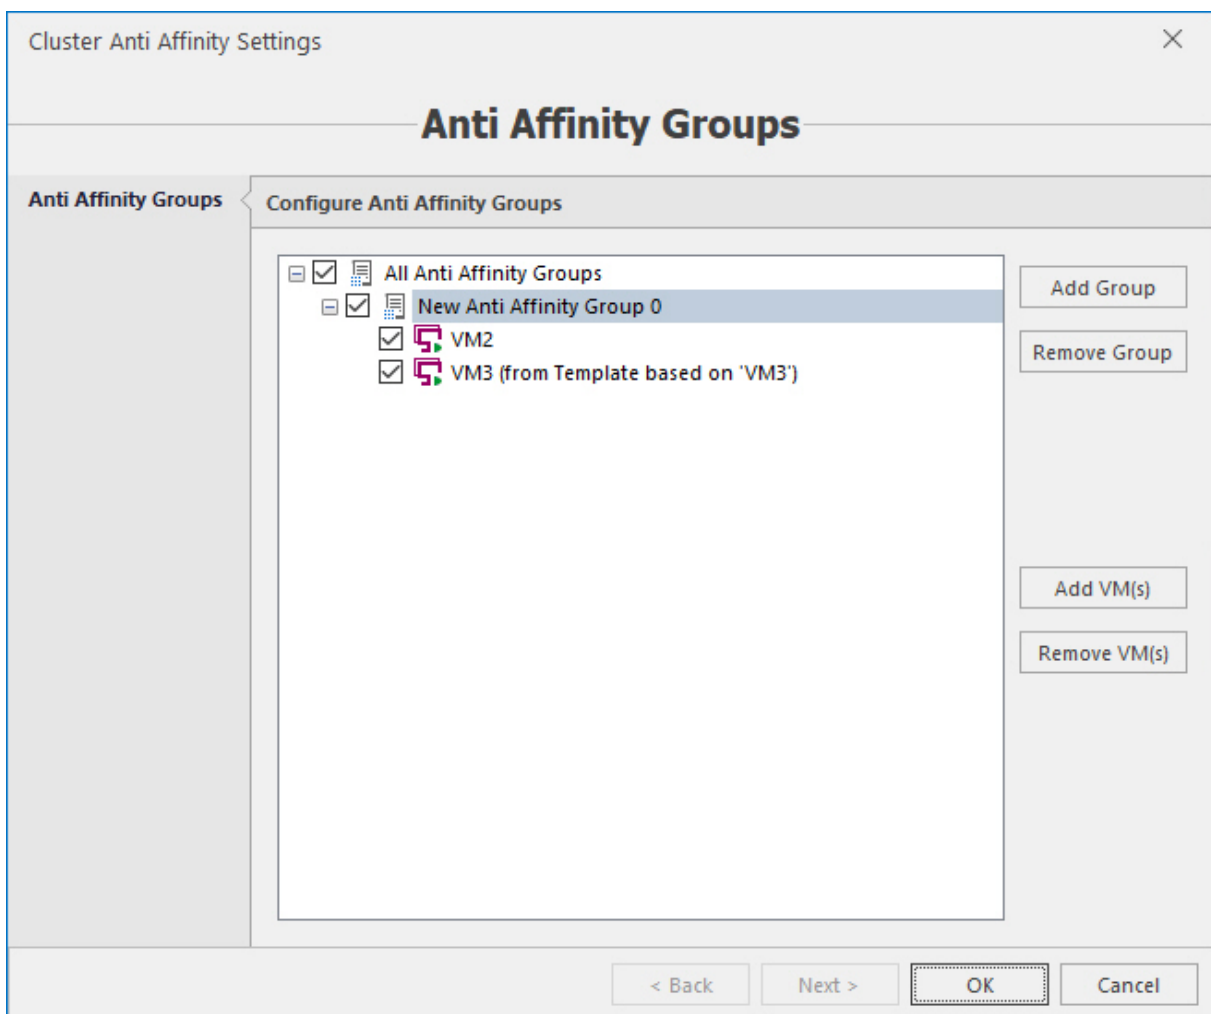 Cluster Anti Affinity Settings
Anti Affinity Groups
Anti Affinity Groups
Configure Anti Affinity Groups
All Anti Affinity Groups
New Anti Affinity Group 0
VM2
VM3 (from Template based on 'VM3')
Add Group
Remove Group
Add VM(s)
Remove VM(s)
< Back
Next >
OK
Cancel